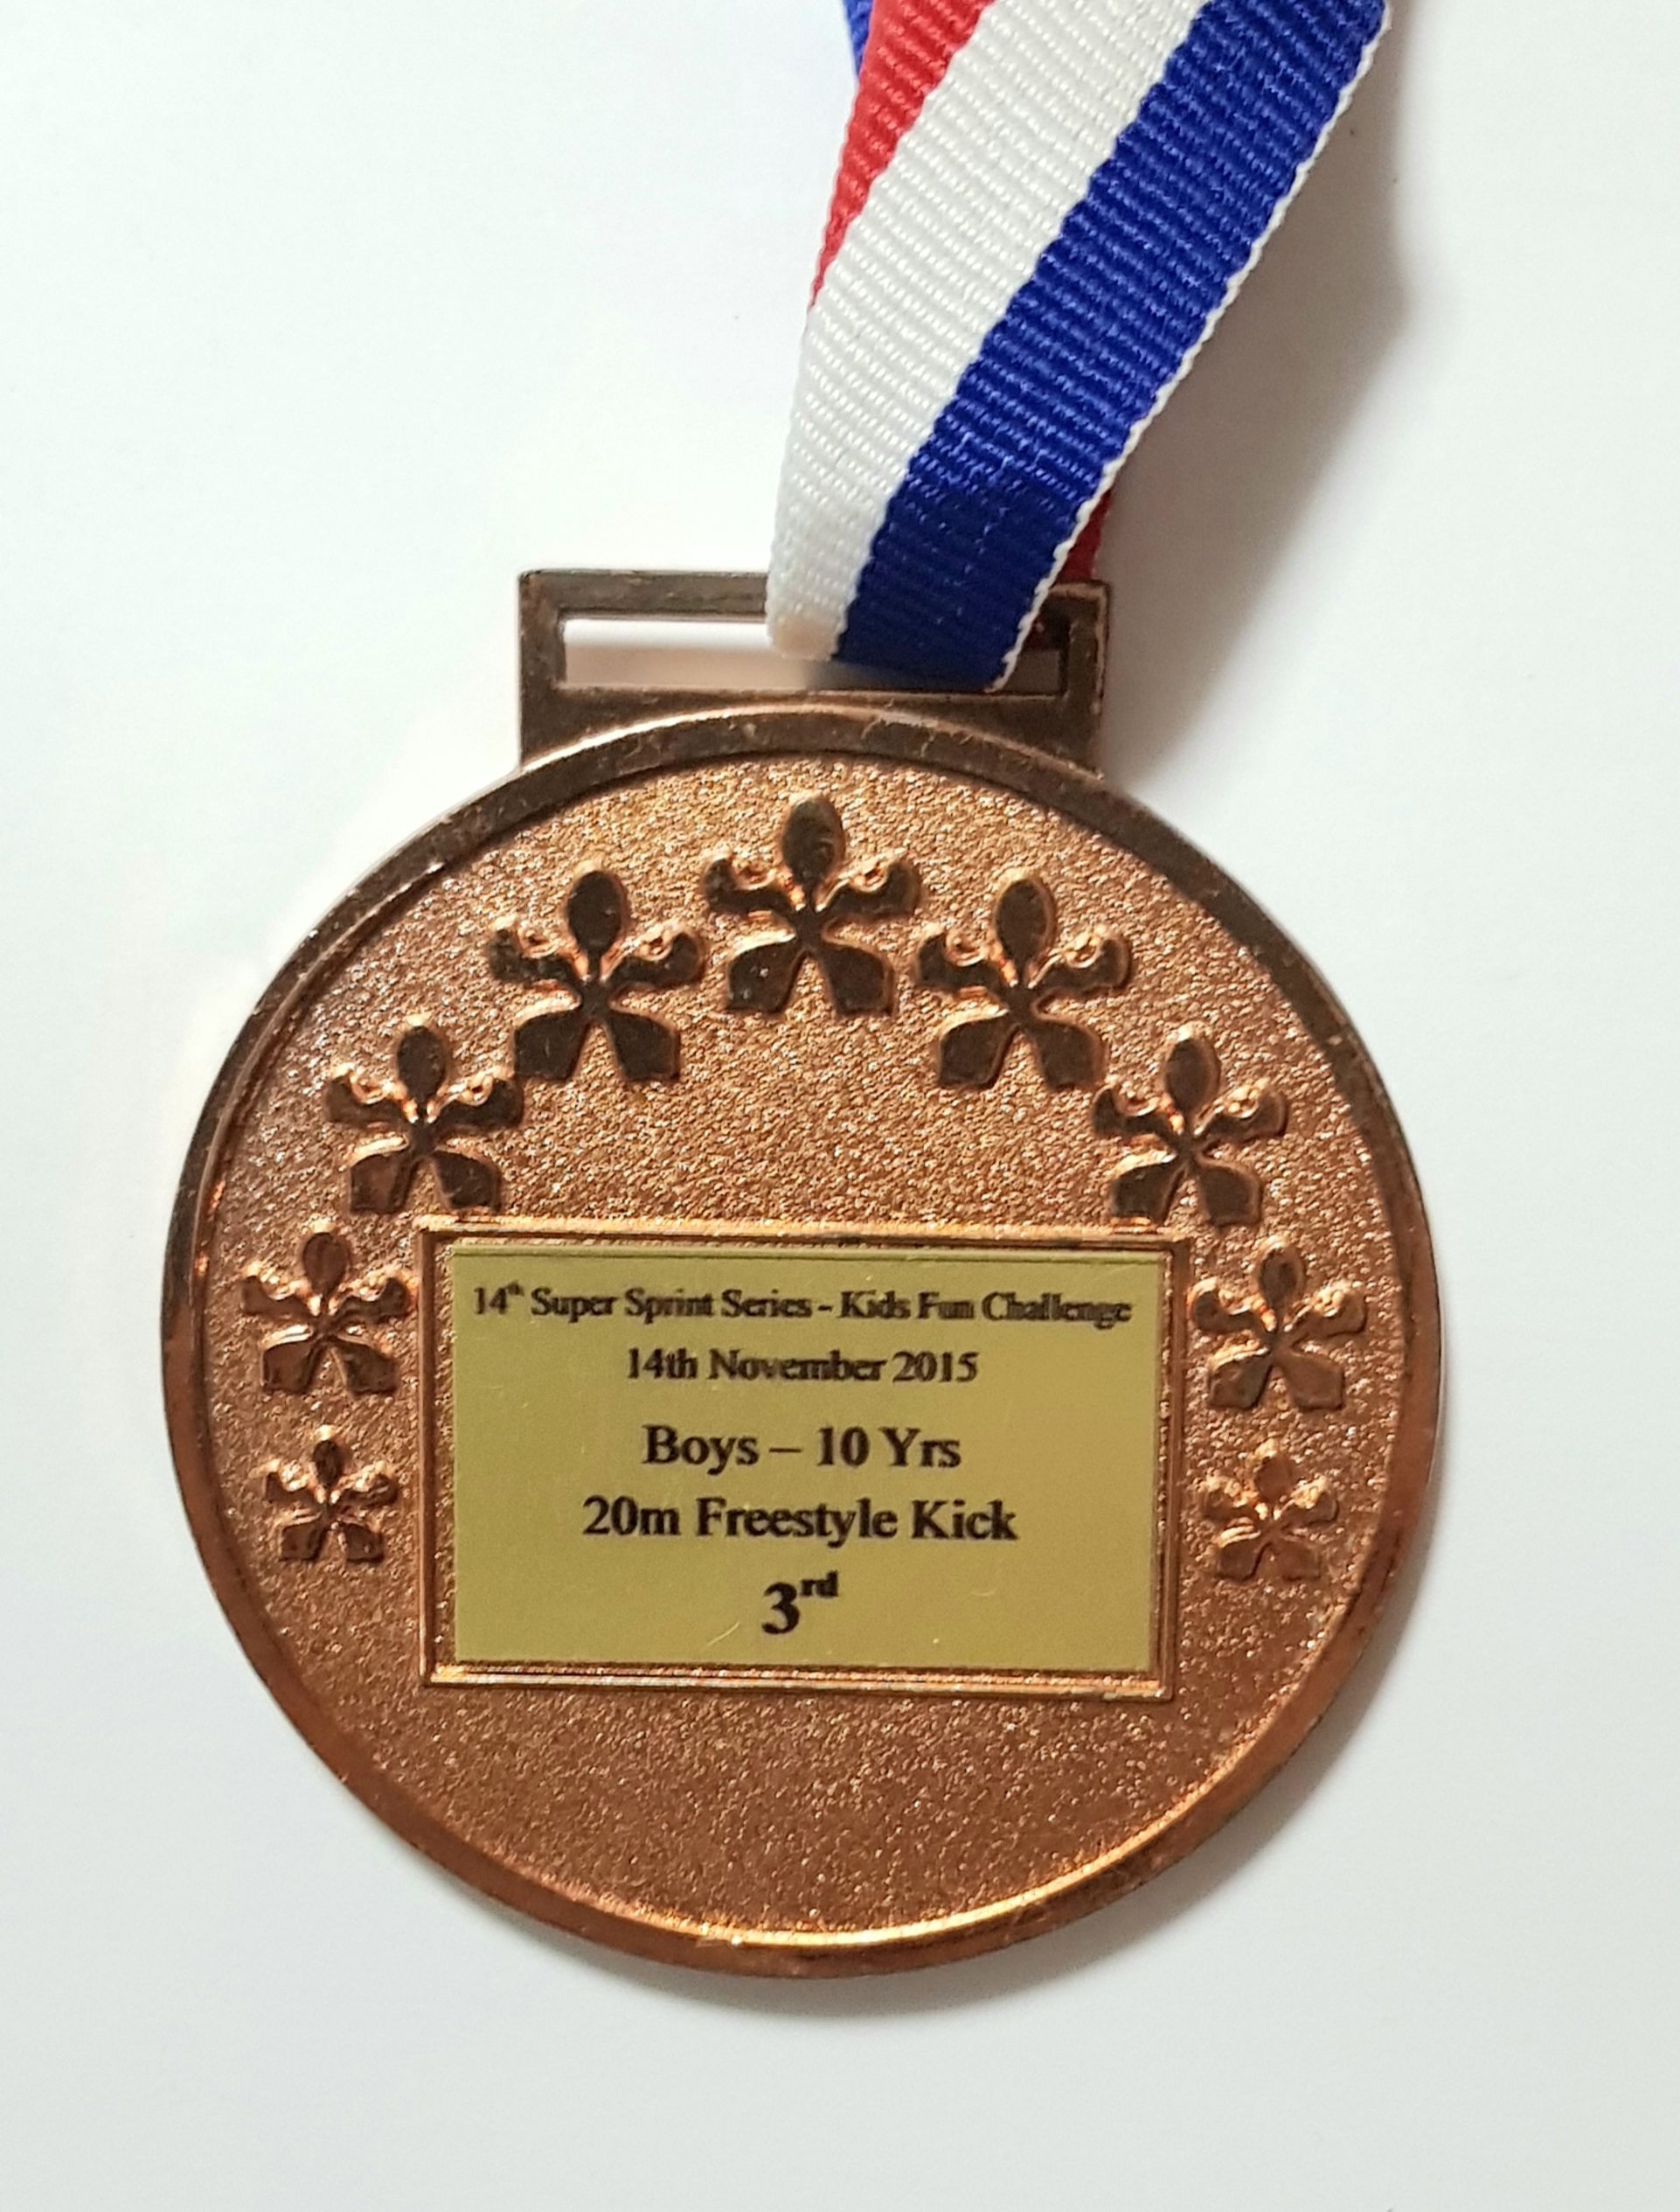 14th Super Sprint Series - Kids Fun Challenge
14th November 2015
Boys – 10 Yrs
20m Freestyle Kick
3rd